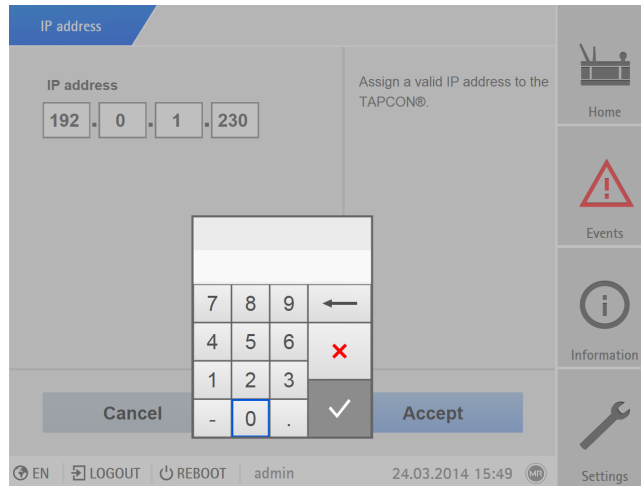 IP address
IP address
192 . 0 . 1 . 230
Assign a valid IP address to the
TAPCON®.
Home
Events
Information
Settings
7 8 9
4 5 6
1 2 3
- 0 .
Cancel
Accept
EN LOGOUT REBOOT admin 24.03.2014 15:49 MR